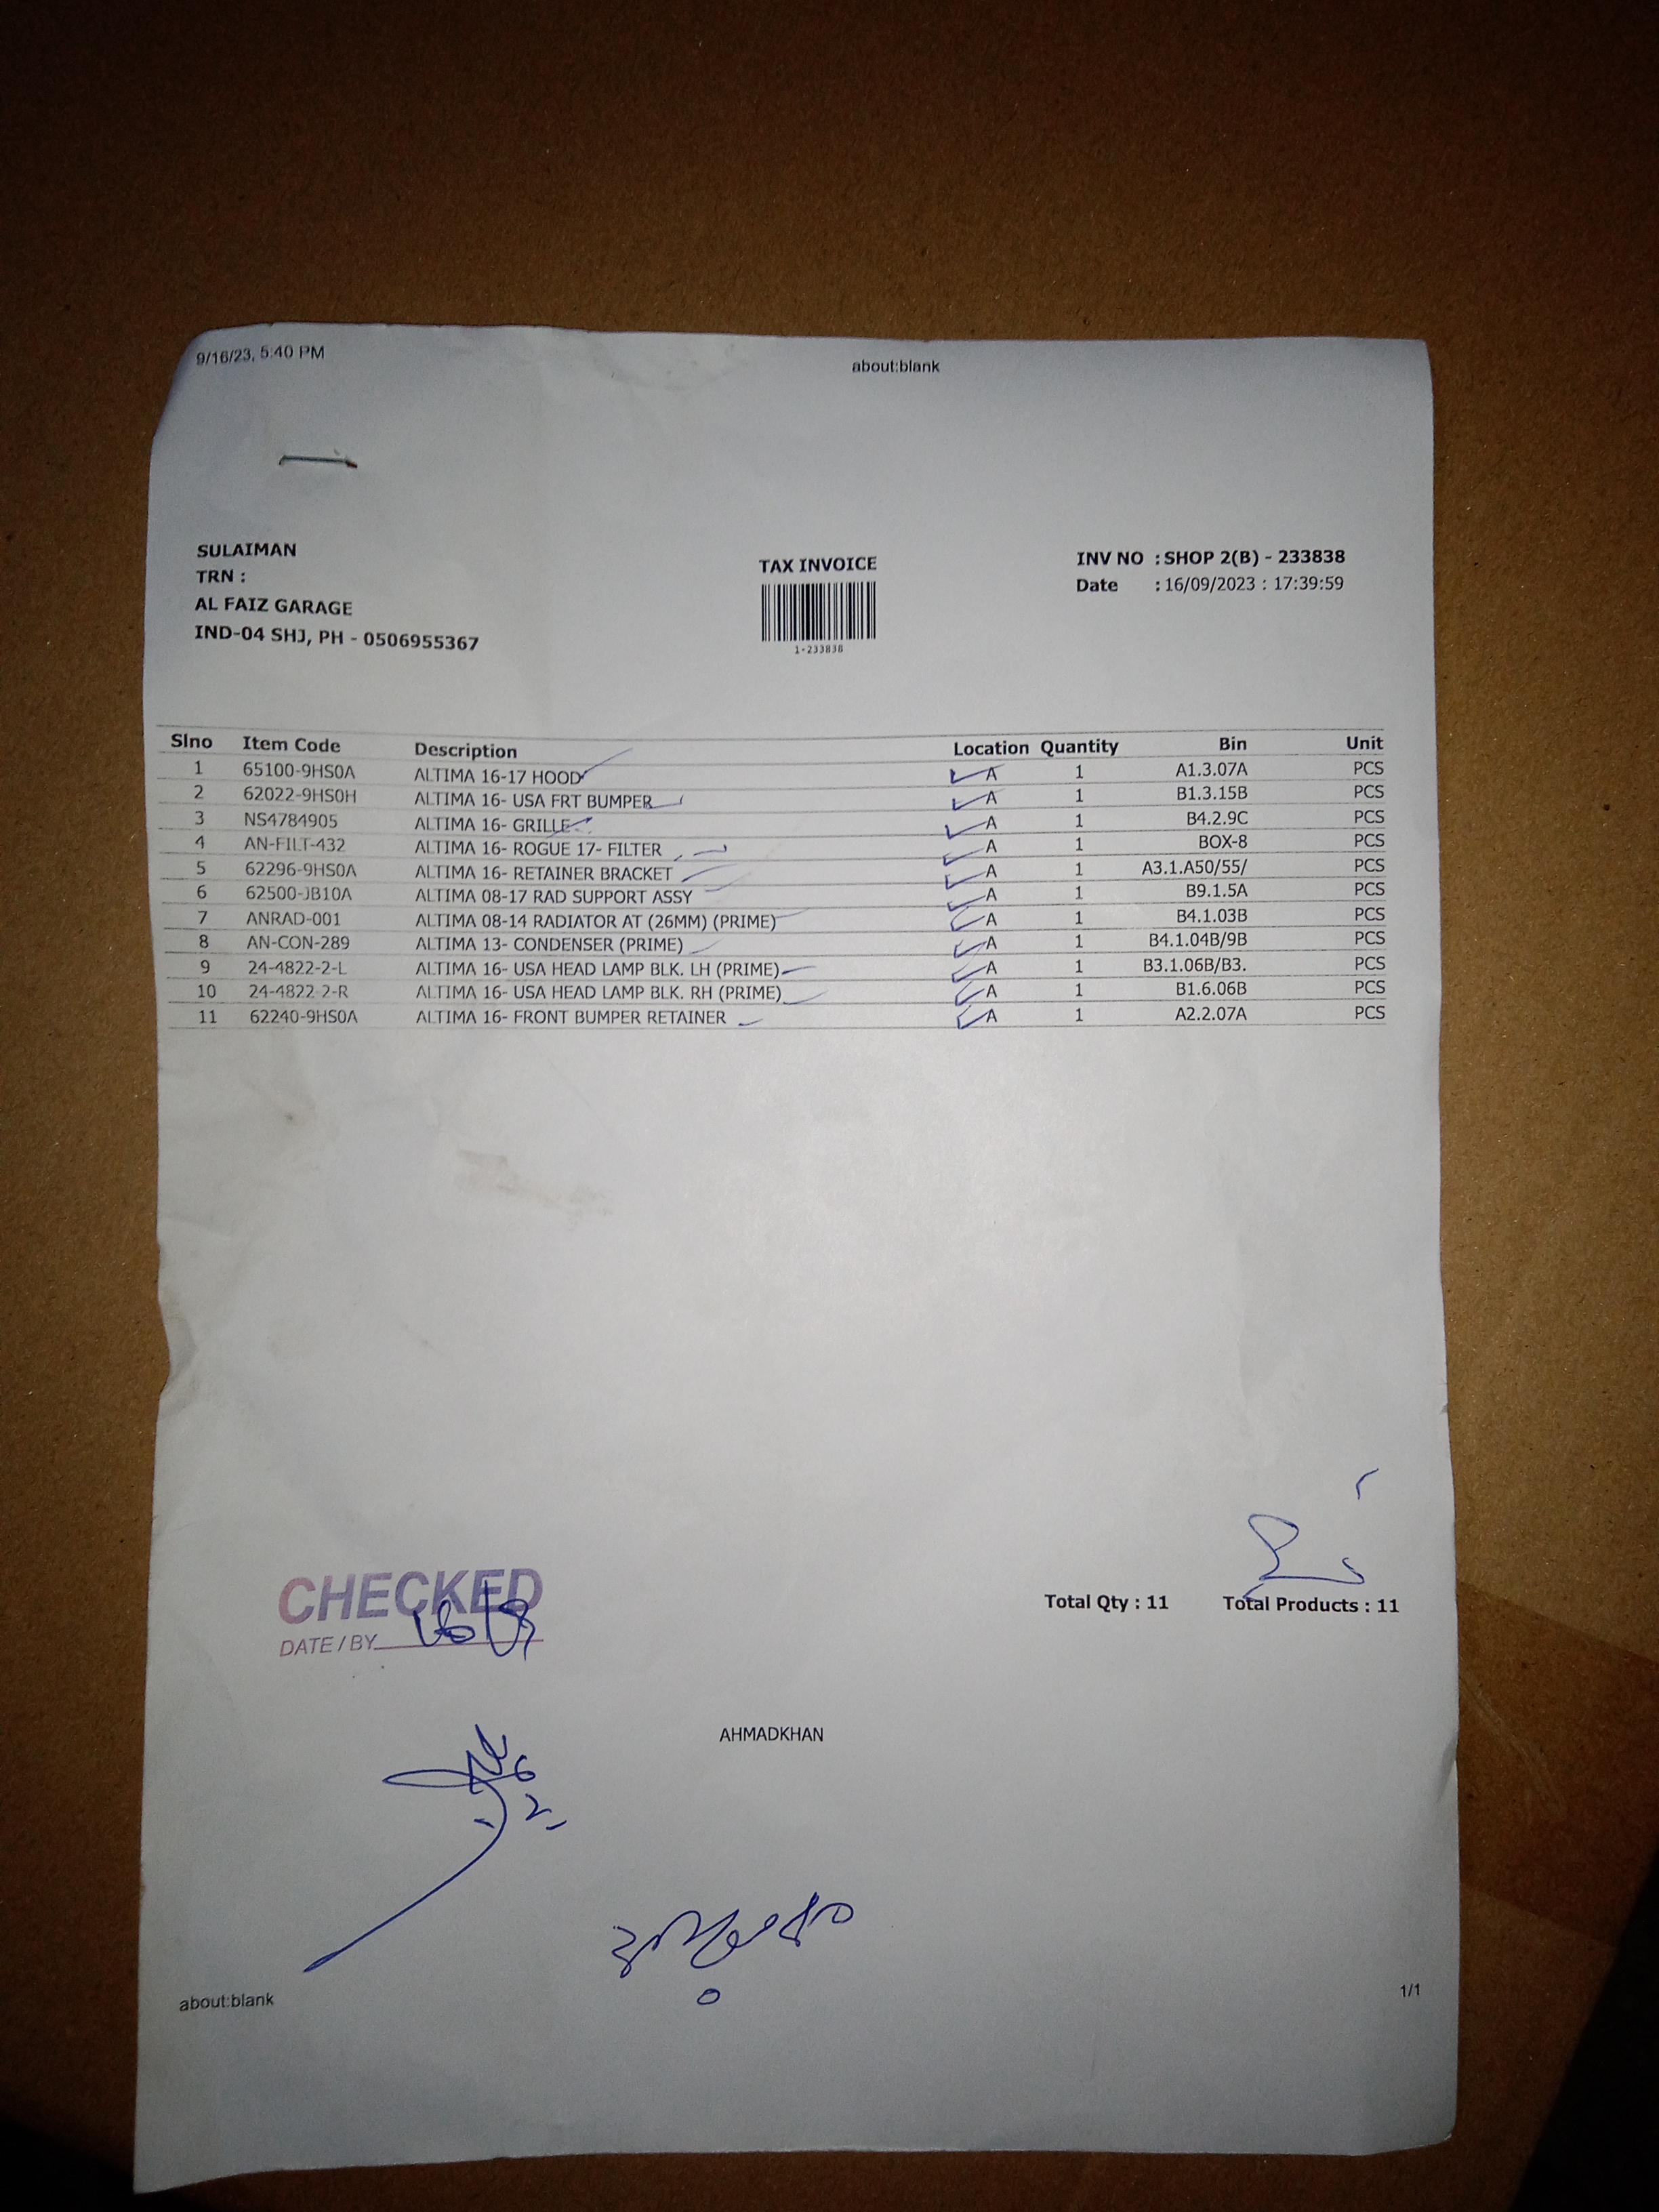 9/16/23, 5:40 PM about:blank
SULAIMAN
TRN :
AL FAIZ GARAGE
IND-04 SHJ, PH - 0506955367
TAX INVOICE
1-233838
INV NO : SHOP 2(B) - 233838
Date : 16/09/2023 : 17:39:59
Slno Item Code Description Location Quantity Bin Unit
1 65100-9HS0A ALTIMA 16-17 HOOD A 1 A1.3.07A PCS
2 62022-9HS0H ALTIMA 16- USA FRT BUMPER A 1 B1.3.15B PCS
3 NS4784905 ALTIMA 16- GRILLE A 1 B4.2.9C PCS
4 AN-FILT-432 ALTIMA 16- ROGUE 17- FILTER A 1 BOX-8 PCS
5 62296-9HS0A ALTIMA 16- RETAINER BRACKET A 1 A3.1.A50/55/ PCS
6 62500-JB10A ALTIMA 08-17 RAD SUPPORT ASSY A 1 B9.1.5A PCS
7 ANRAD-001 ALTIMA 08-14 RADIATOR AT (26MM) (PRIME) A 1 B4.1.03B PCS
8 AN-CON-289 ALTIMA 13- CONDENSER (PRIME) A 1 B4.1.04B/9B PCS
9 24-4822-2-L ALTIMA 16- USA HEAD LAMP BLK. LH (PRIME) A 1 B3.1.06B/B3. PCS
10 24-4822-2-R ALTIMA 16- USA HEAD LAMP BLK. RH (PRIME) A 1 B1.6.06B PCS
11 62240-9HS0A ALTIMA 16- FRONT BUMPER RETAINER A 1 A2.2.07A PCS
CHECKED
DATE / BY
Total Qty : 11 Total Products : 11
AHMADKHAN
about:blank 1/1